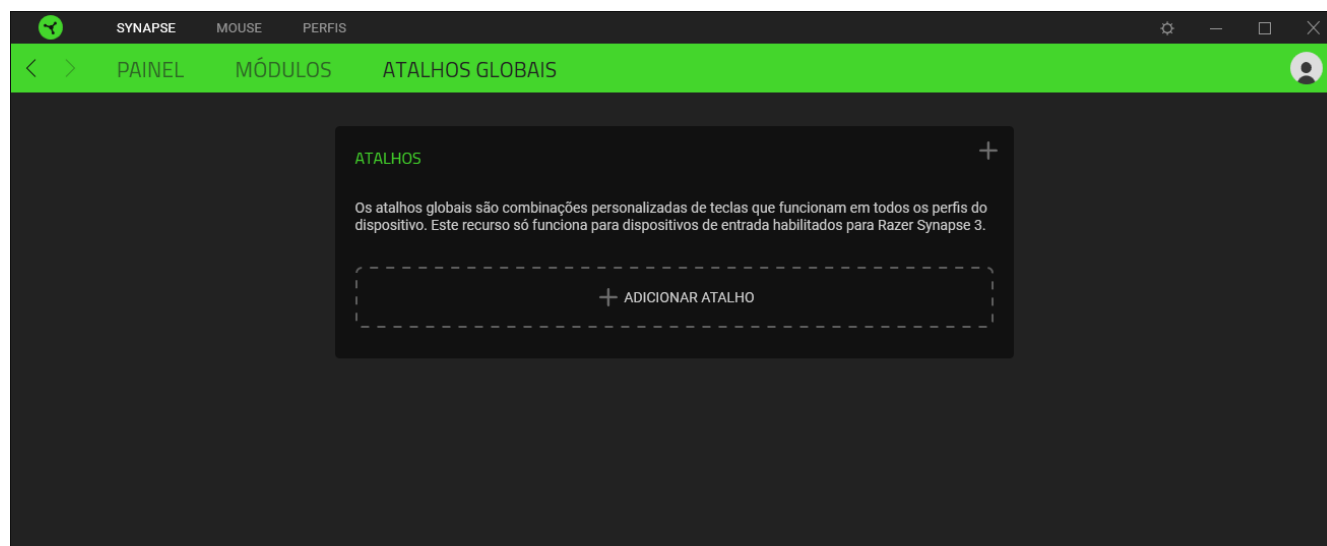 SYNAPSE MOUSE PERFIS
PAINEL MÓDULOS ATALHOS GLOBAIS
ATALHOS
Os atalhos globais são combinações personalizadas de teclas que funcionam em todos os perfis do
dispositivo. Este recurso só funciona para dispositivos de entrada habilitados para Razer Synapse 3.
ADICIONAR ATALHO